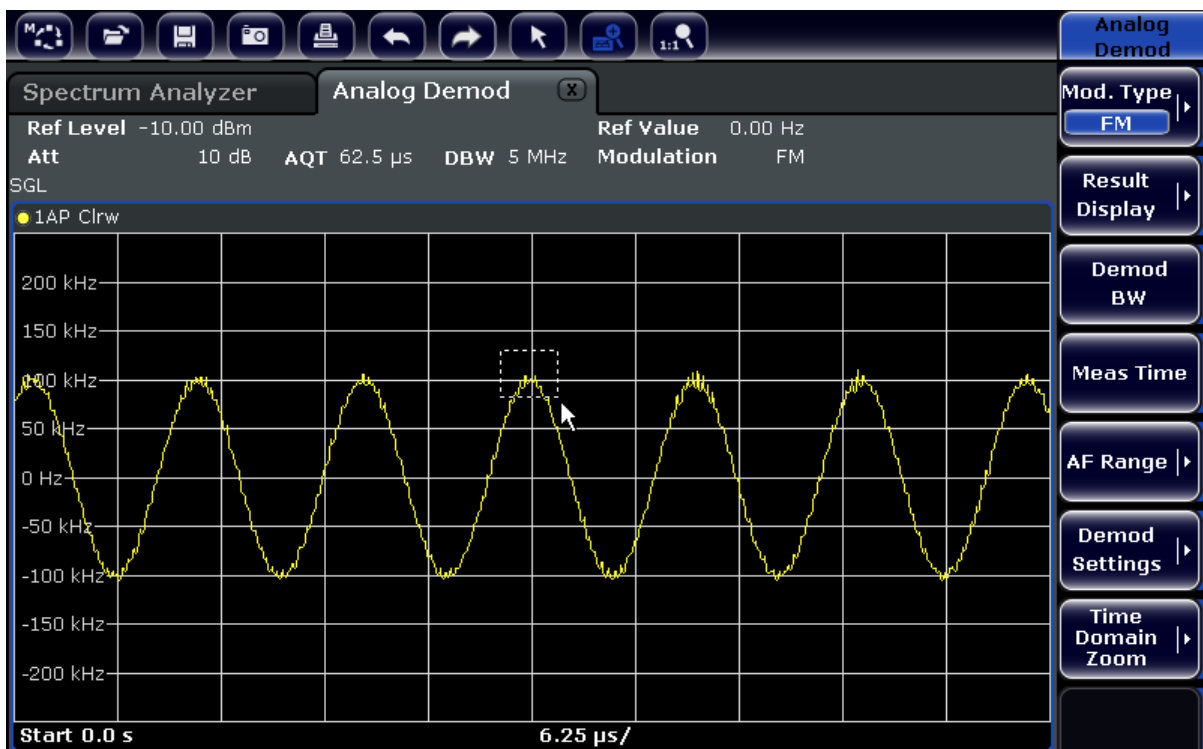 M
1:1
Analog
Demod
Spectrum Analyzer
Analog Demod
X
Ref Level -10.00 dBm
Ref Value 0.00 Hz
Att 10 dB AQT 62.5 µs DBW 5 MHz Modulation FM
SGL
1AP Clrw
200 kHz
150 kHz
100 kHz
50 kHz
0 Hz
-50 kHz
-100 kHz
-150 kHz
-200 kHz
Start 0.0 s
6.25 µs/
Mod. Type
FM
Result
Display
Demod
BW
Meas Time
AF Range
Demod
Settings
Time
Domain
Zoom